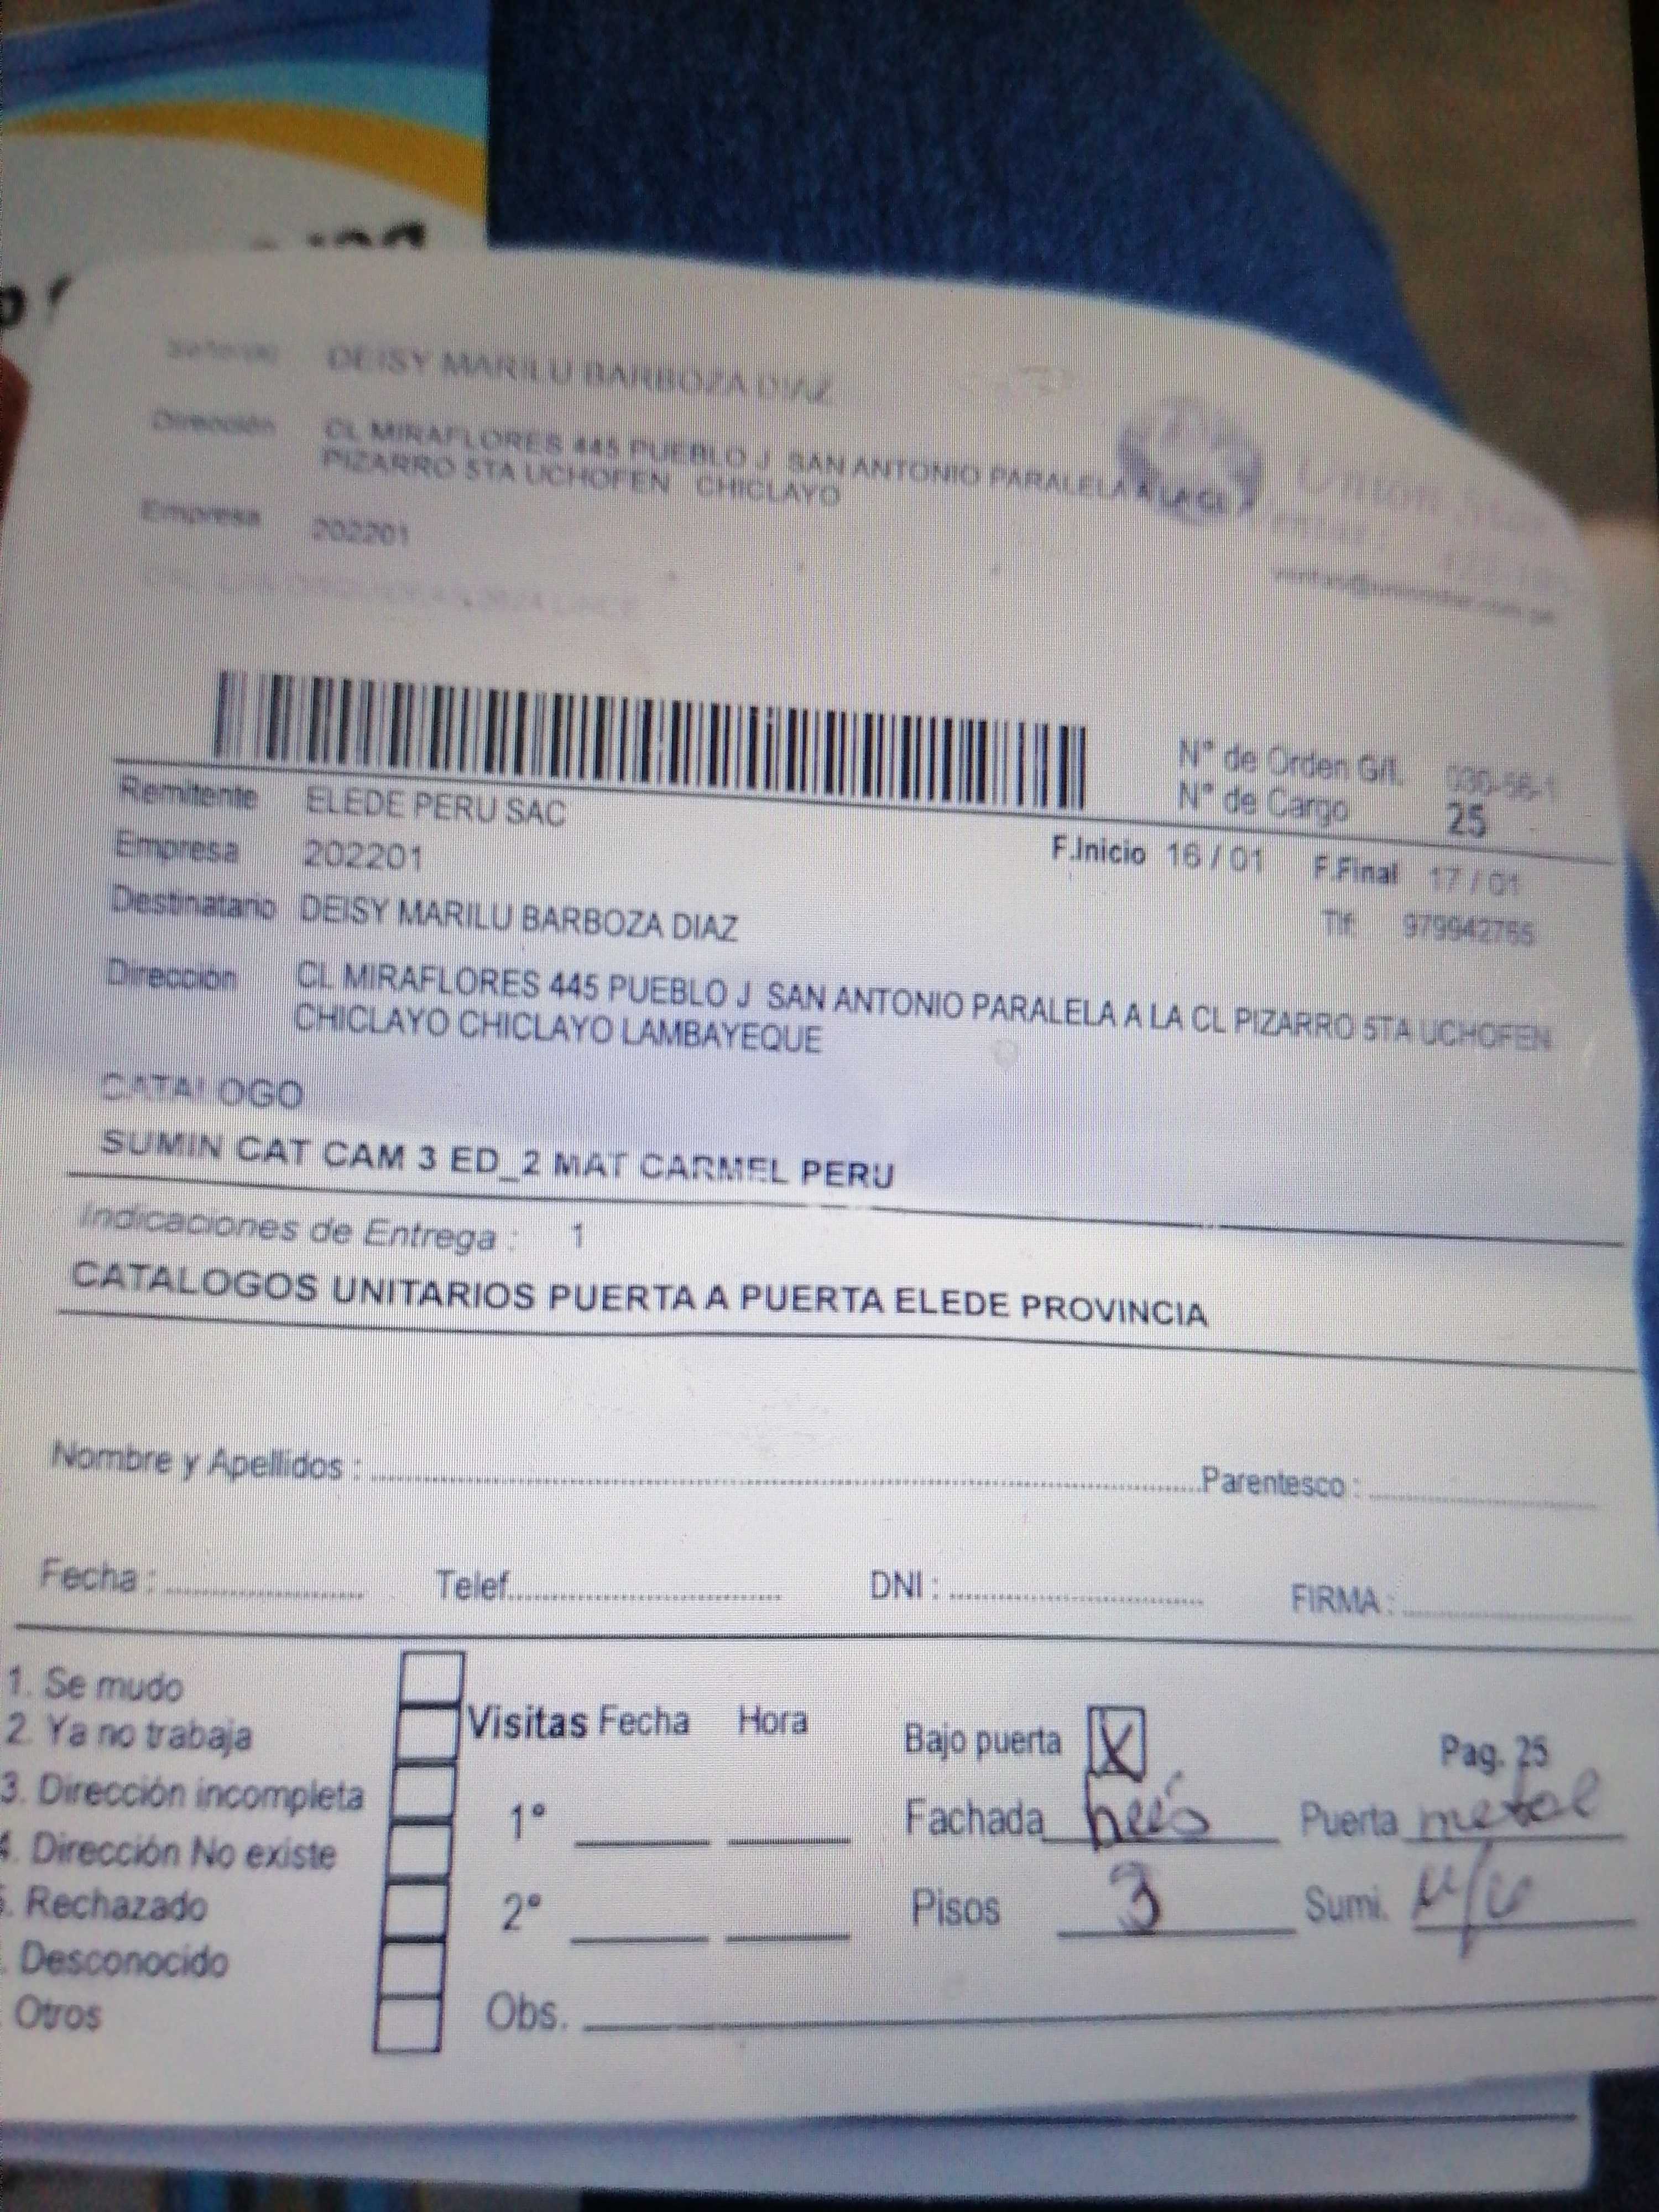 DEISY MARILU BARBOZA DIAZ
Dirección CL MIRAFLORES 445 PUEBLO J SAN ANTONIO PARALELA A LA CL
PIZARRO 5TA UCHOFEN CHICLAYO
Union Star
Empresa 202201
N° de Orden G/I. 030-56-1
N° de Cargo 25
Remitente ELEDE PERU SAC
Empresa 202201
F.Inicio 16 / 01 F.Final 17 / 01
Destinatario DEISY MARILU BARBOZA DIAZ
Tlf: 979942755
Dirección CL MIRAFLORES 445 PUEBLO J SAN ANTONIO PARALELA A LA CL PIZARRO 5TA UCHOFEN
CHICLAYO CHICLAYO LAMBAYEQUE
CATALOGO
SUMIN CAT CAM 3 ED_2 MAT CARMEL PERU
Indicaciones de Entrega : 1
CATALOGOS UNITARIOS PUERTA A PUERTA ELEDE PROVINCIA
Nombre y Apellidos : Parentesco :
Fecha : Telef. DNI : FIRMA :
1. Se mudo
2. Ya no trabaja
3. Dirección incompleta
4. Dirección No existe
5. Rechazado
Desconocido
Otros
Visitas Fecha Hora
1°
2°
Obs.
Bajo puerta X
Pag. 25
Fachada Puerta metal
Pisos 3 Sumi.